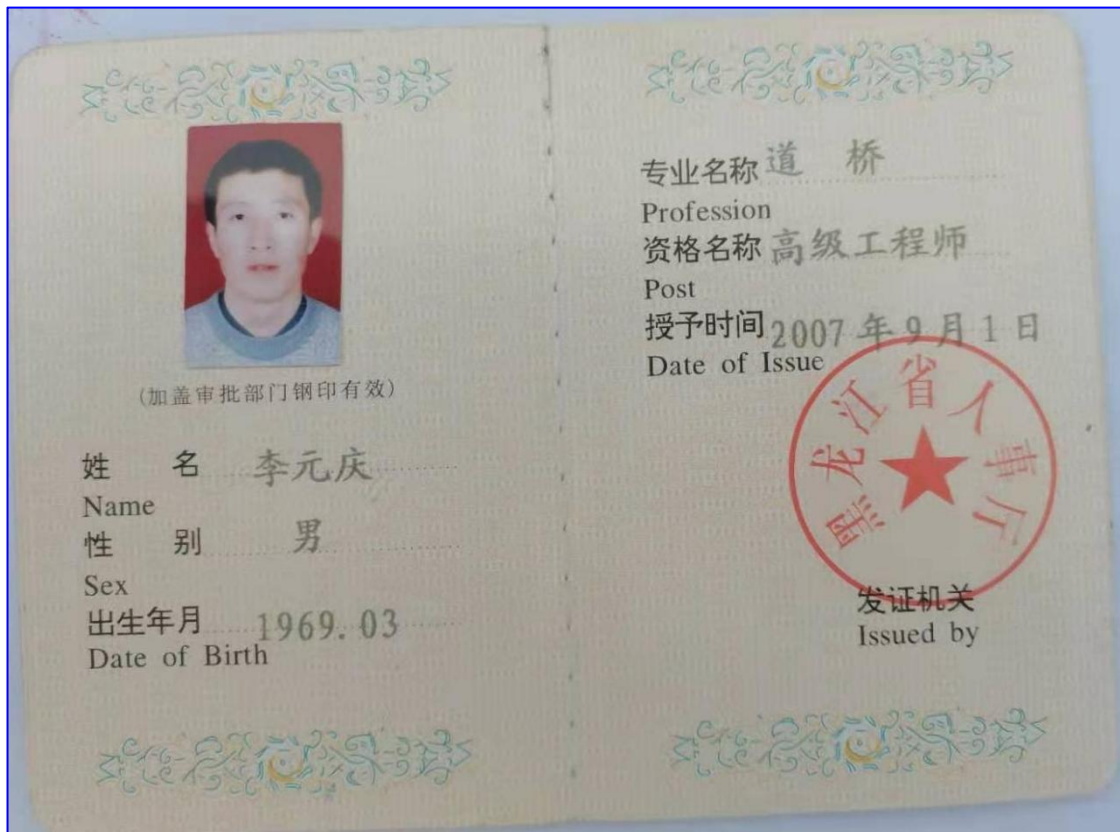 (加盖审批部门钢印有效)
姓 名 李元庆
Name
性 别 男
Sex
出生年月 1969.03
Date of Birth
专业名称 道 桥
Profession
资格名称 高级工程师
Post
授予时间 2007年9月1日
Date of Issue
黑龙江省人事厅
发证机关
Issued by